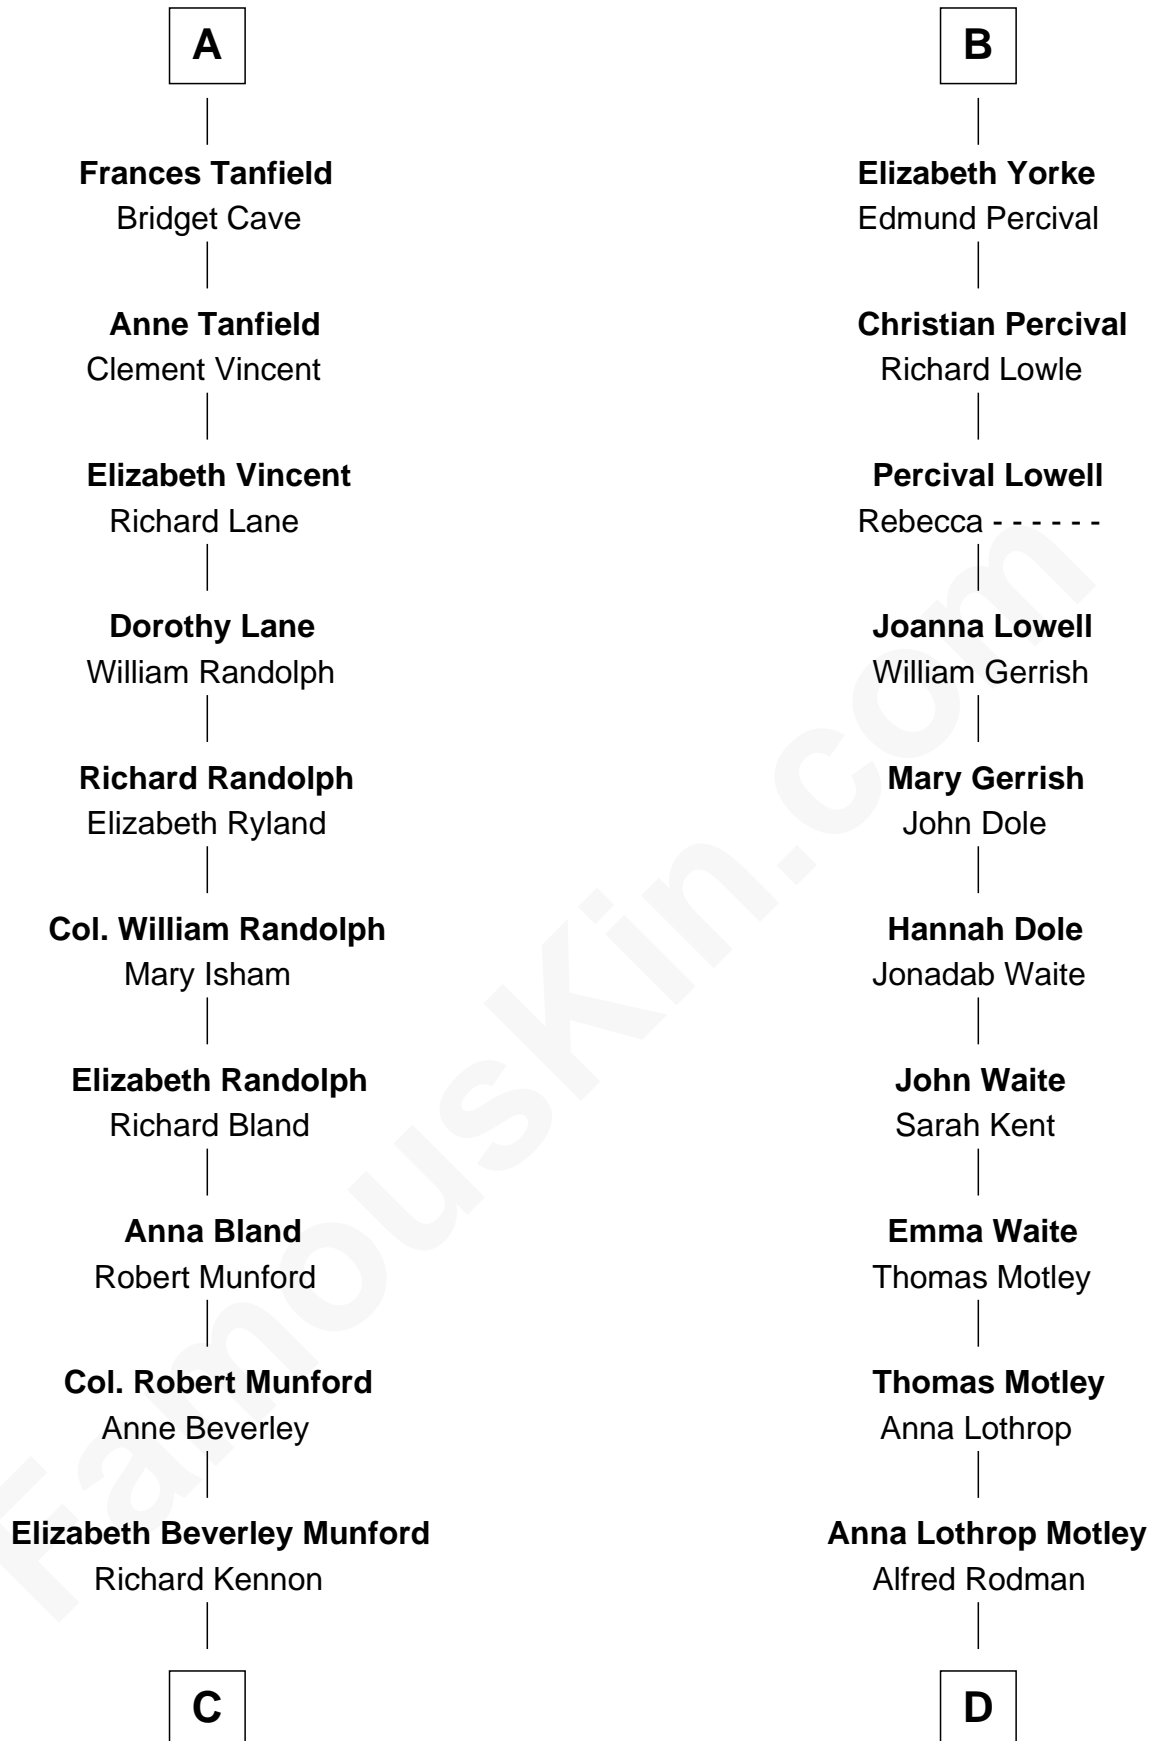 A
Frances Tanfield
Bridget Cave
Anne Tanfield
Clement Vincent
Elizabeth Vincent
Richard Lane
Dorothy Lane
William Randolph
Richard Randolph
Elizabeth Ryland
Col. William Randolph
Mary Isham
Elizabeth Randolph
Richard Bland
Anna Bland
Robert Munford
Col. Robert Munford
Anne Beverley
Elizabeth Beverley Munford
Richard Kennon
C
B
Elizabeth Yorke
Edmund Percival
Christian Percival
Richard Lowle
Percival Lowell
Rebecca - - - - - -
Joanna Lowell
William Gerrish
Mary Gerrish
John Dole
Hannah Dole
Jonadab Waite
John Waite
Sarah Kent
Emma Waite
Thomas Motley
Thomas Motley
Anna Lothrop
Anna Lothrop Motley
Alfred Rodman
D
FamousKin.com